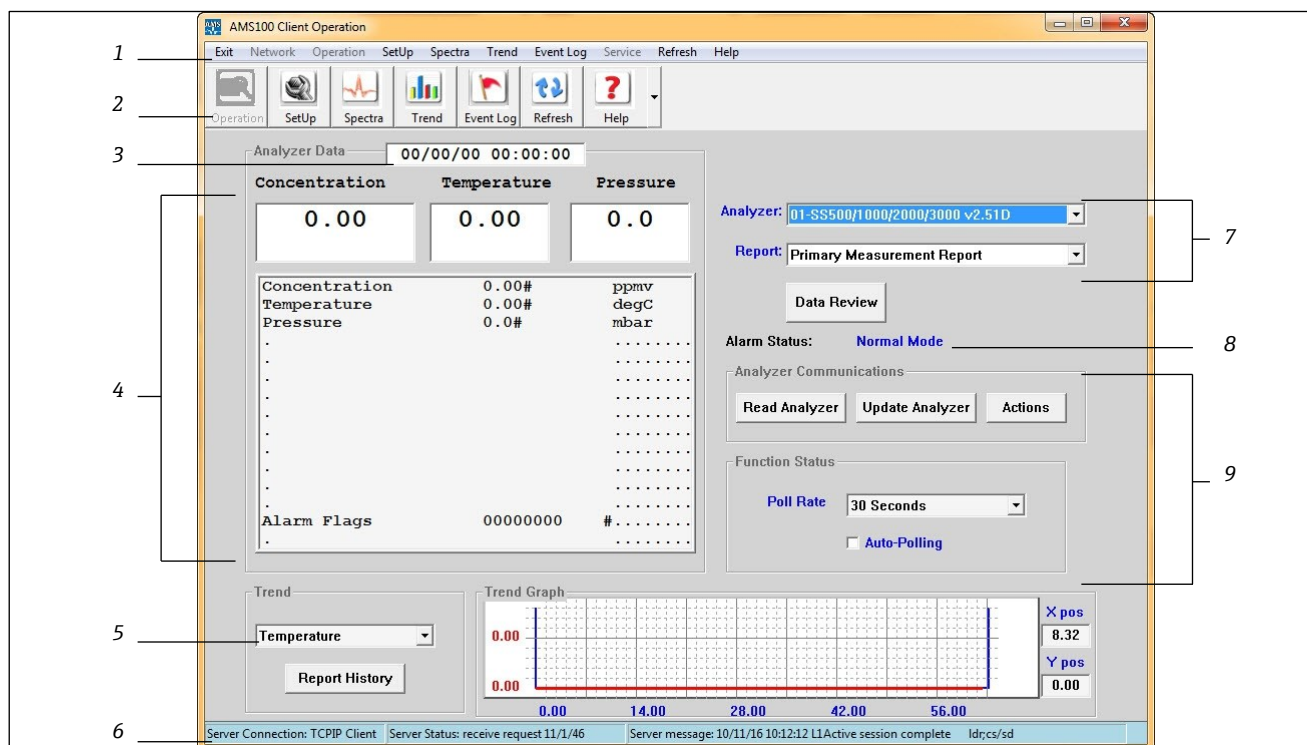 AMS100 Client Operation
1
Exit Network Operation SetUp Spectra Trend Event Log Service Refresh Help
2
Operation SetUp Spectra Trend Event Log Refresh Help
3
Analyzer Data 00/00/00 00:00:00
Concentration Temperature Pressure
0.00 0.00 0.0
4
Concentration 0.00# ppmv
Temperature 0.00# degC
Pressure 0.0# mbar
. ........
. ........
. ........
. ........
. ........
. ........
. ........
. ........
. ........
. ........
Alarm Flags 00000000 #........
. ........
Analyzer: 01-SS500/1000/2000/3000 v2.51D
7
Report: Primary Measurement Report
Data Review
Alarm Status: Normal Mode
8
Analyzer Communications
Read Analyzer Update Analyzer Actions
9
Function Status
Poll Rate 30 Seconds
Auto-Polling
Trend
5
Temperature
Report History
Trend Graph
0.00
0.00
0.00 14.00 28.00 42.00 56.00
X pos
8.32
Y pos
0.00
6
Server Connection: TCPIP Client Server Status: receive request 11/1/46 Server message: 10/11/16 10:12:12 L1Active session complete ldr;cs/sd